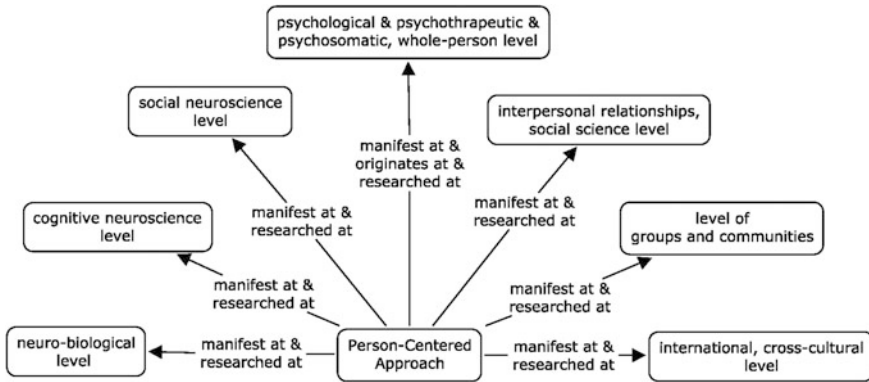 psychological & psychothrapeutic &
psychosomatic, whole-person level
social neuroscience
level
interpersonal relationships,
social science level
manifest at &
originates at &
researched at
manifest at &
researched at
manifest at &
researched at
cognitive neuroscience
level
level of
groups and communities
manifest at &
researched at
manifest at &
researched at
neuro-biological
level
manifest at &
researched at
Person-Centered
Approach
manifest at &
researched at
international, cross-cultural
level